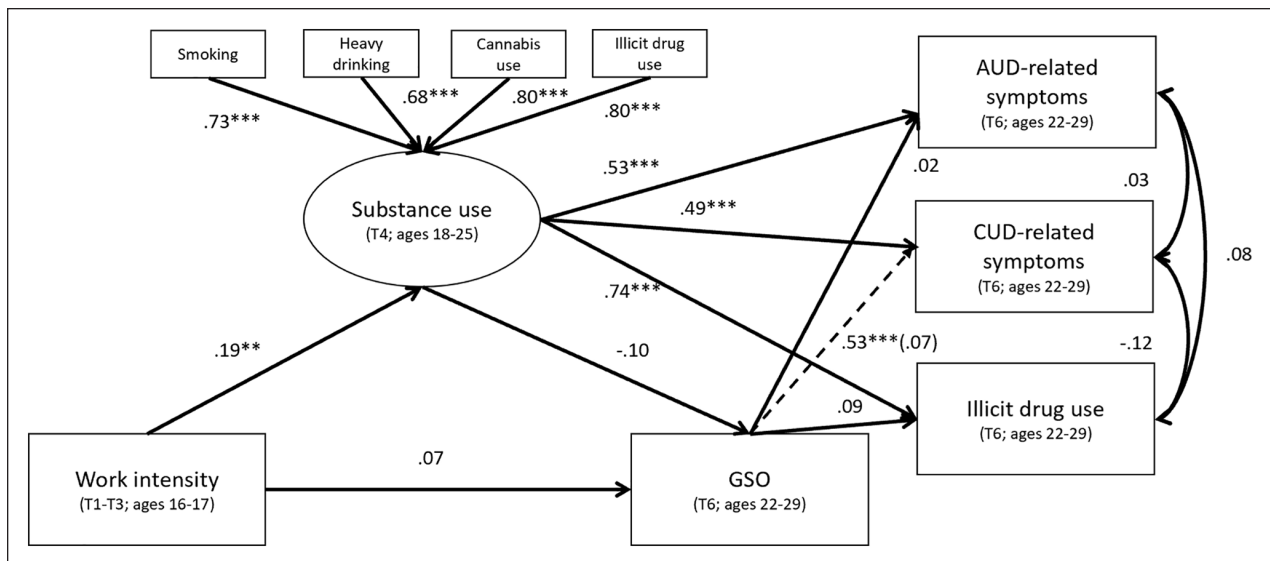 Smoking
Heavy
drinking
Cannabis
use
Illicit drug
use
.73***
.68***
.80***
.80***
Substance use
(T4; ages 18-25)
.53***
.49***
.74***
AUD-related
symptoms
(T6; ages 22-29)
.02
.03
CUD-related
symptoms
(T6; ages 22-29)
.08
.19**
-.10
.53***(.07)
-.12
.09
Illicit drug use
(T6; ages 22-29)
Work intensity
(T1-T3; ages 16-17)
.07
GSO
(T6; ages 22-29)